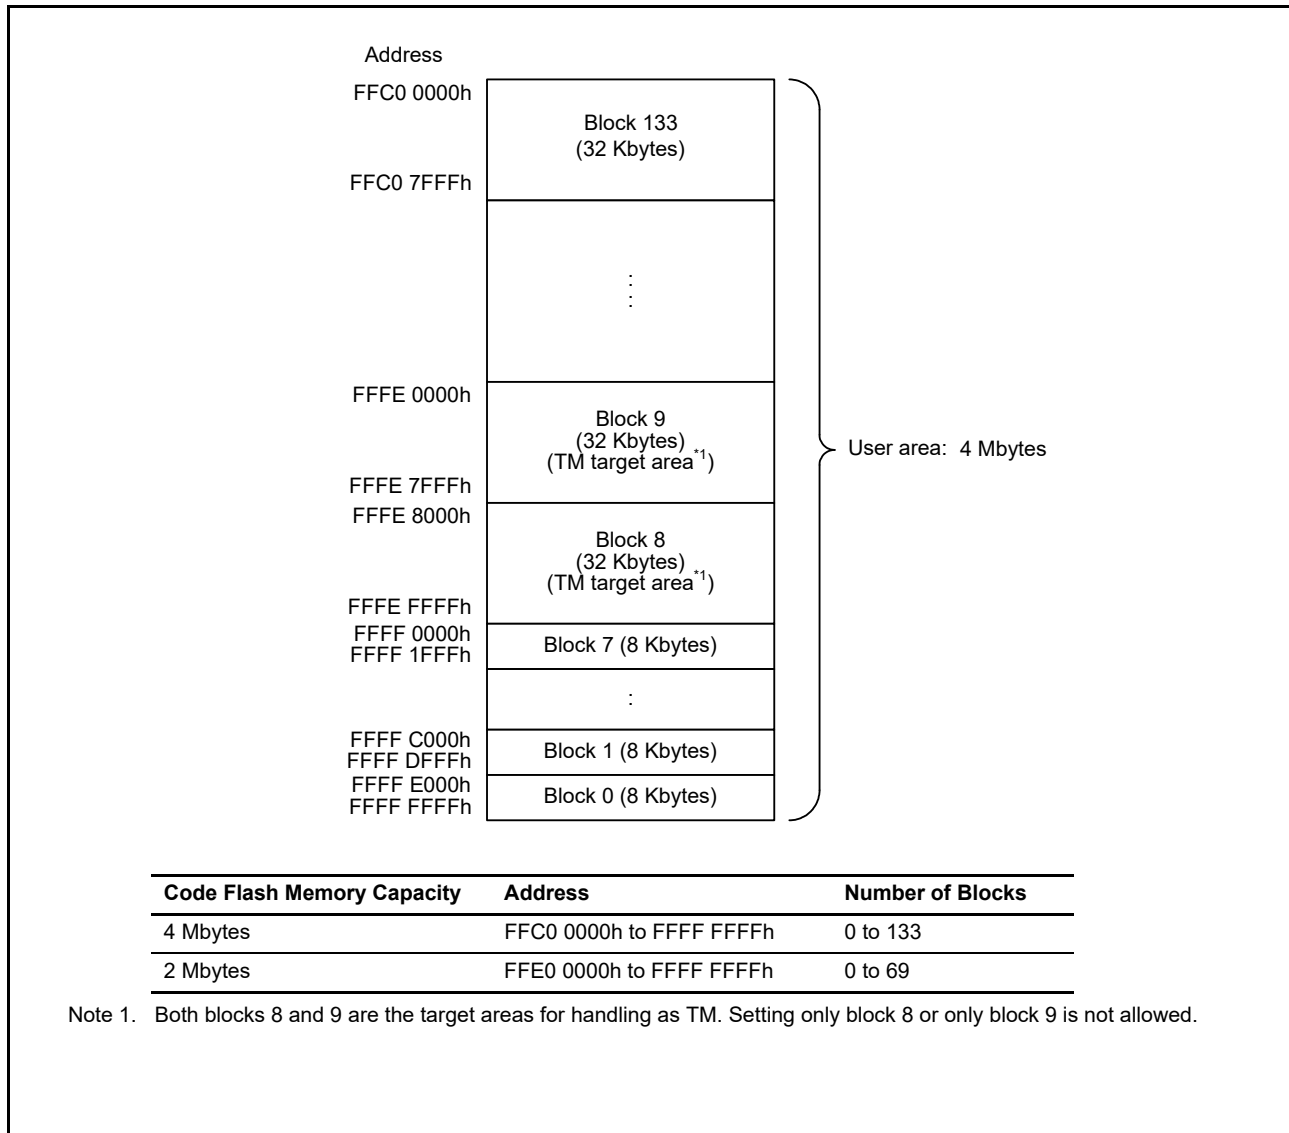 Address
FFC0 0000h
Block 133
(32 Kbytes)
FFC0 7FFFh
:
:
FFFE 0000h
Block 9
(32 Kbytes)
(TM target area*1)
User area: 4 Mbytes
FFFE 7FFFh
FFFE 8000h
Block 8
(32 Kbytes)
(TM target area*1)
FFFE FFFFh
FFFF 0000h
Block 7 (8 Kbytes)
FFFF 1FFFh
:
FFFF C000h
Block 1 (8 Kbytes)
FFFF DFFFh
FFFF E000h
Block 0 (8 Kbytes)
FFFF FFFFh
Code Flash Memory Capacity Address Number of Blocks
4 Mbytes FFC0 0000h to FFFF FFFFh 0 to 133
2 Mbytes FFE0 0000h to FFFF FFFFh 0 to 69
Note 1. Both blocks 8 and 9 are the target areas for handling as TM. Setting only block 8 or only block 9 is not allowed.